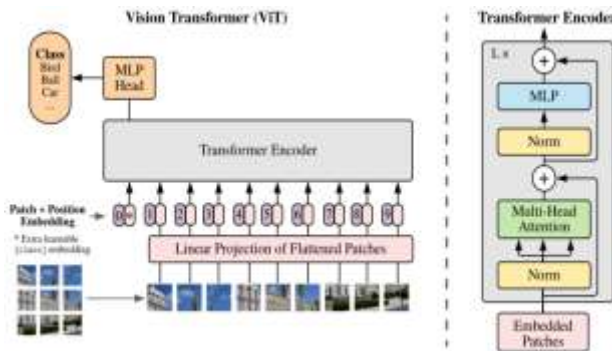 Vision Transformer (ViT)
Class
Bird
Ball
Car
...
MLP
Head
Transformer Encoder
Patch + Position
Embedding
0 * 1 2 3 4 5 6 7 8 9
* Extra learnable
[class] embedding
Linear Projection of Flattened Patches
Transformer Encoder
L ×
+
MLP
Norm
+
Multi-Head
Attention
Norm
Embedded
Patches